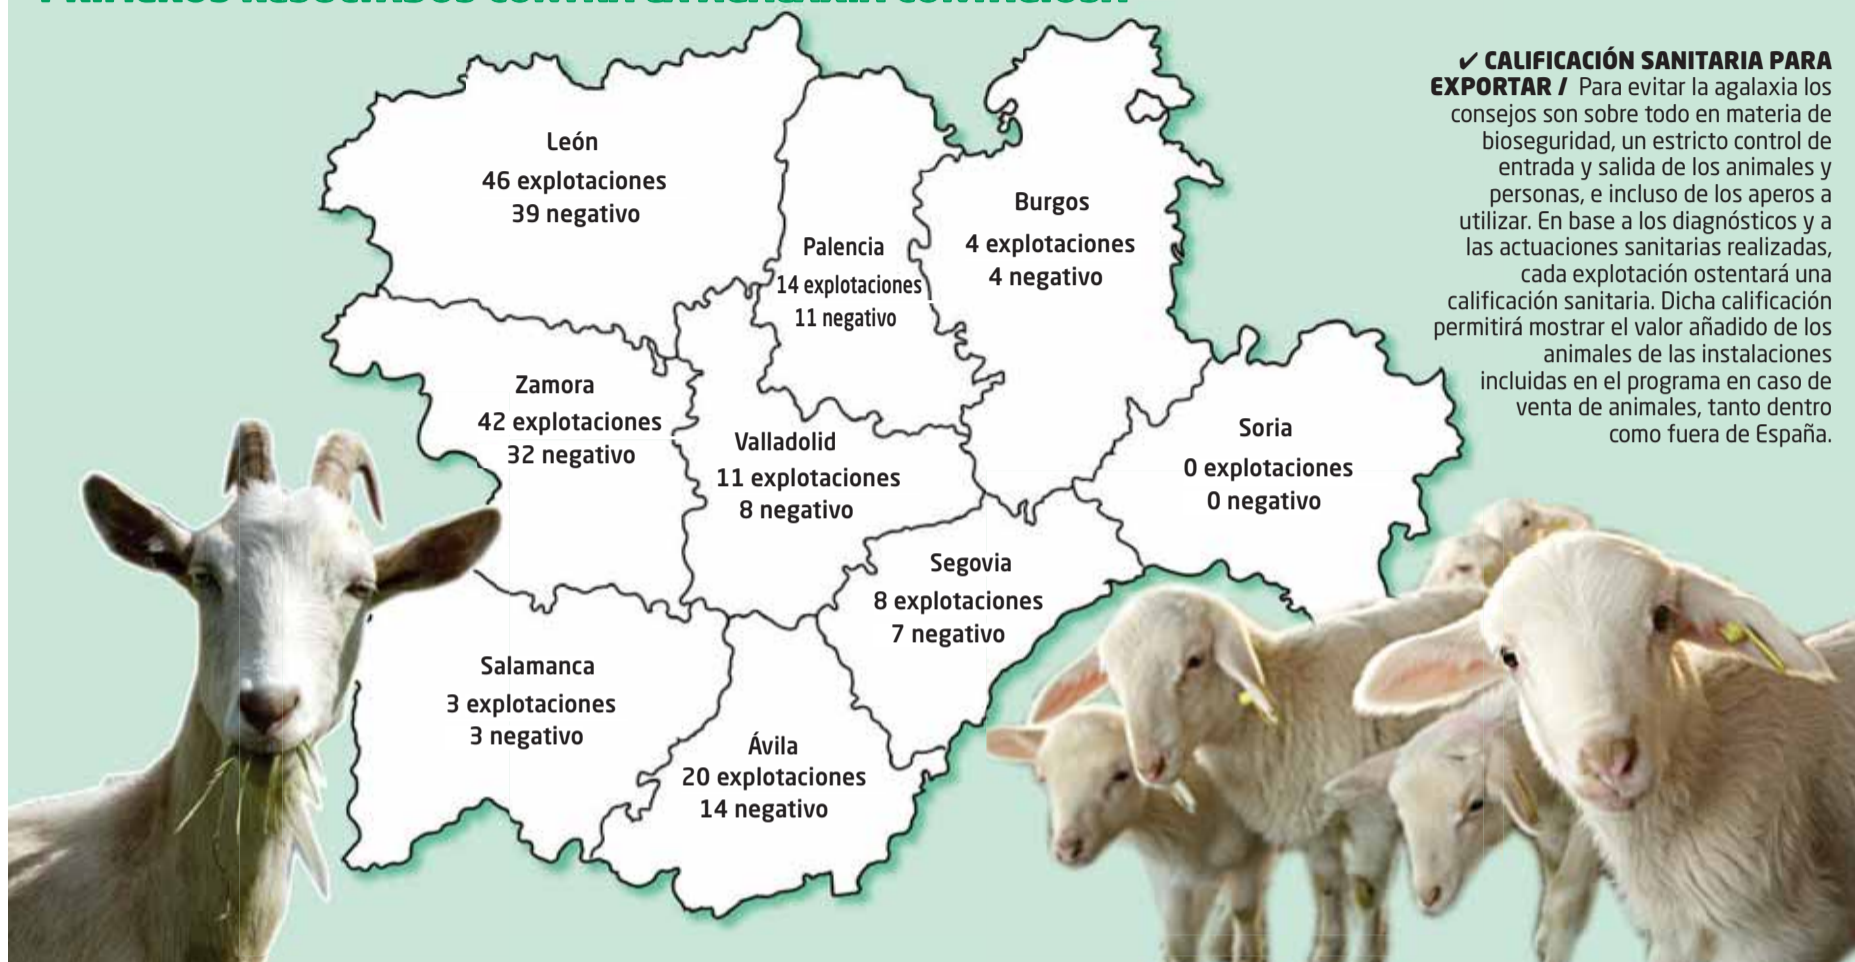 León
46 explotaciones
39 negativo
Palencia
14 explotaciones
11 negativo
Burgos
4 explotaciones
4 negativo
Zamora
42 explotaciones
32 negativo
Valladolid
11 explotaciones
8 negativo
Soria
0 explotaciones
0 negativo
Segovia
8 explotaciones
7 negativo
Salamanca
3 explotaciones
3 negativo
Ávila
20 explotaciones
14 negativo
✔ CALIFICACIÓN SANITARIA PARA
EXPORTAR / Para evitar la agalaxia los
consejos son sobre todo en materia de
bioseguridad, un estricto control de
entrada y salida de los animales y
personas, e incluso de los aperos a
utilizar. En base a los diagnósticos y a
las actuaciones sanitarias realizadas,
cada explotación ostentará una
calificación sanitaria. Dicha calificación
permitirá mostrar el valor añadido de los
animales de las instalaciones
incluidas en el programa en caso de
venta de animales, tanto dentro
como fuera de España.